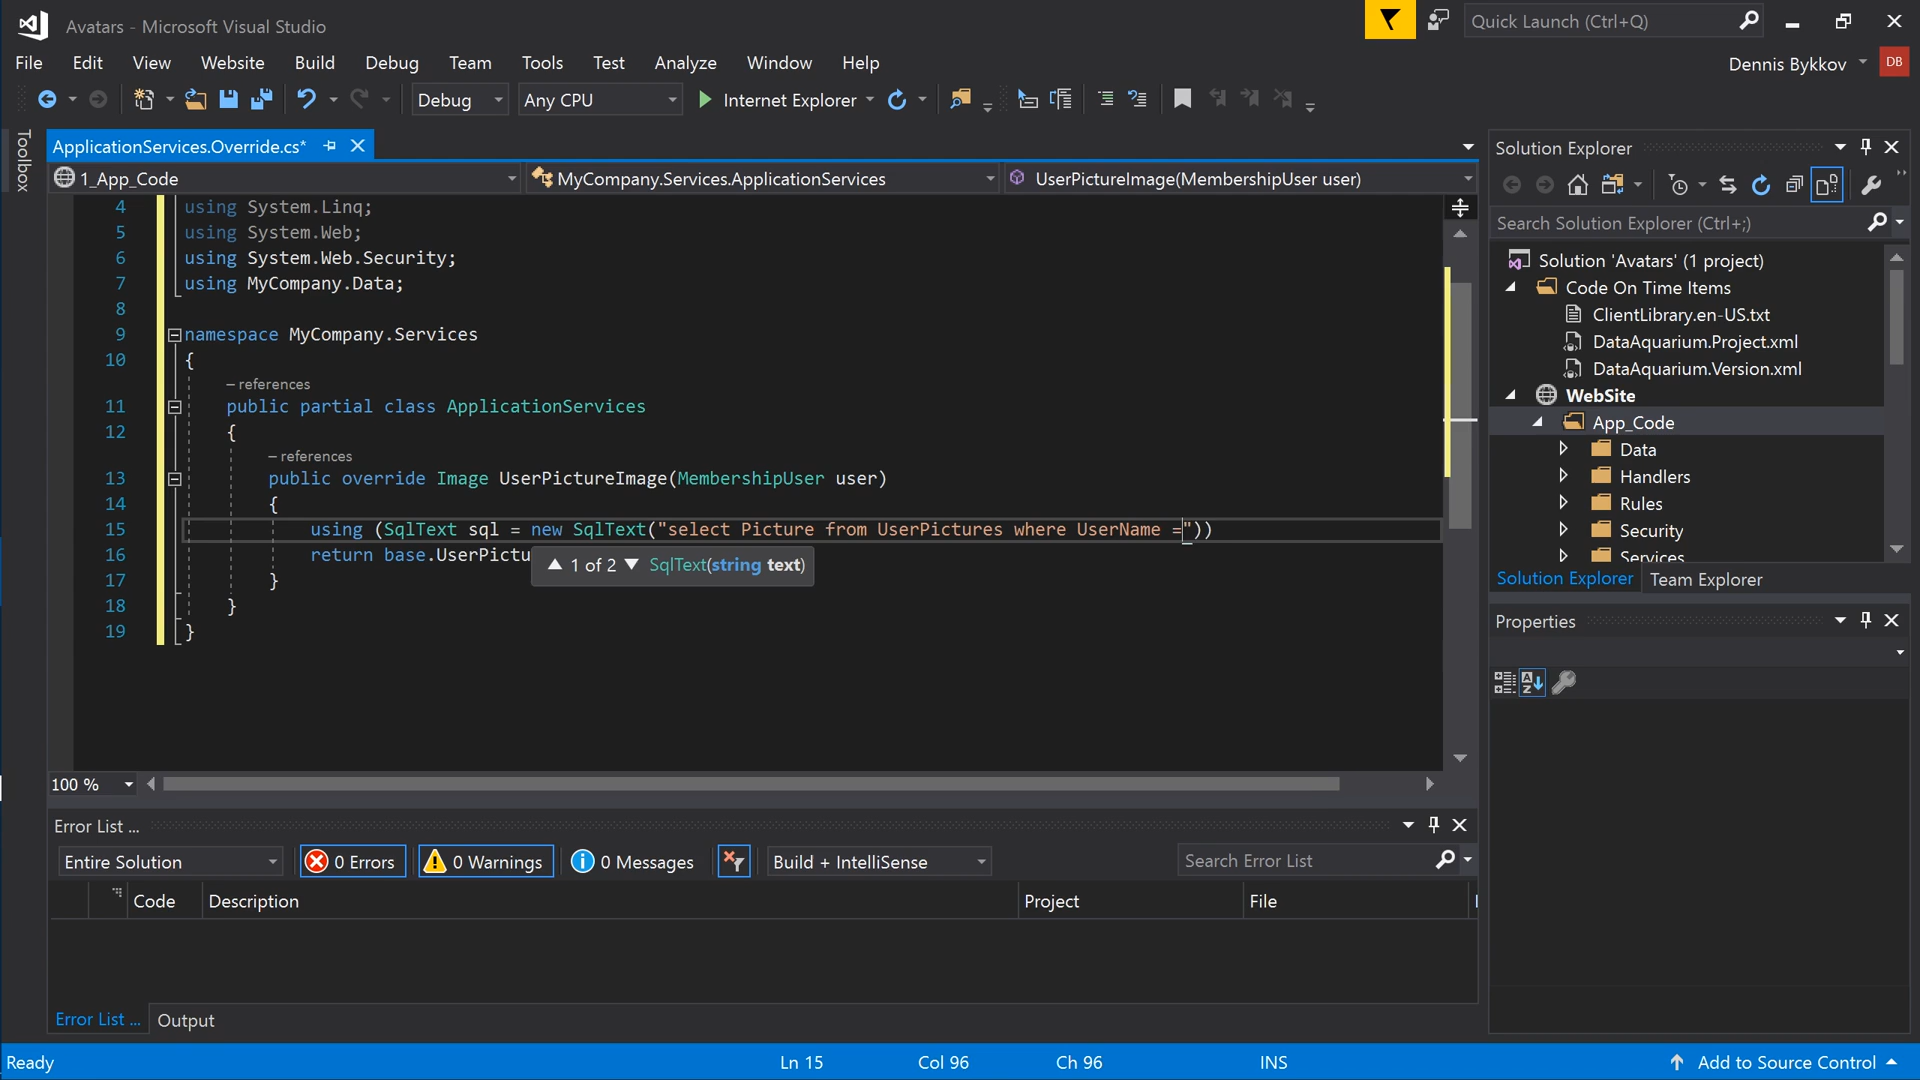 Avatars - Microsoft Visual Studio
Quick Launch (Ctrl+Q)
File Edit View Website Build Debug Team Tools Test Analyze Window Help
Dennis Bykkov DB
Debug Any CPU Internet Explorer
Toolbox
ApplicationServices.Override.cs*
1_App_Code MyCompany.Services.ApplicationServices UserPictureImage(MembershipUser user)
4 using System.Linq;
5 using System.Web;
6 using System.Web.Security;
7 using MyCompany.Data;
8
9 namespace MyCompany.Services
10 {
– references
11 public partial class ApplicationServices
12 {
– references
13 public override Image UserPictureImage(MembershipUser user)
14 {
15 using (SqlText sql = new SqlText("select Picture from UserPictures where UserName ="))
16 return base.UserPictu
▲ 1 of 2 ▼ SqlText(string text)
17 }
18 }
19 }
100 %
Solution Explorer
Search Solution Explorer (Ctrl+;)
Solution 'Avatars' (1 project)
Code On Time Items
ClientLibrary.en-US.txt
DataAquarium.Project.xml
DataAquarium.Version.xml
WebSite
App_Code
Data
Handlers
Rules
Security
Services
Solution Explorer Team Explorer
Properties
Error List ...
Entire Solution 0 Errors 0 Warnings 0 Messages Build + IntelliSense Search Error List
Code Description Project File
Error List ... Output
Ready Ln 15 Col 96 Ch 96 INS Add to Source Control